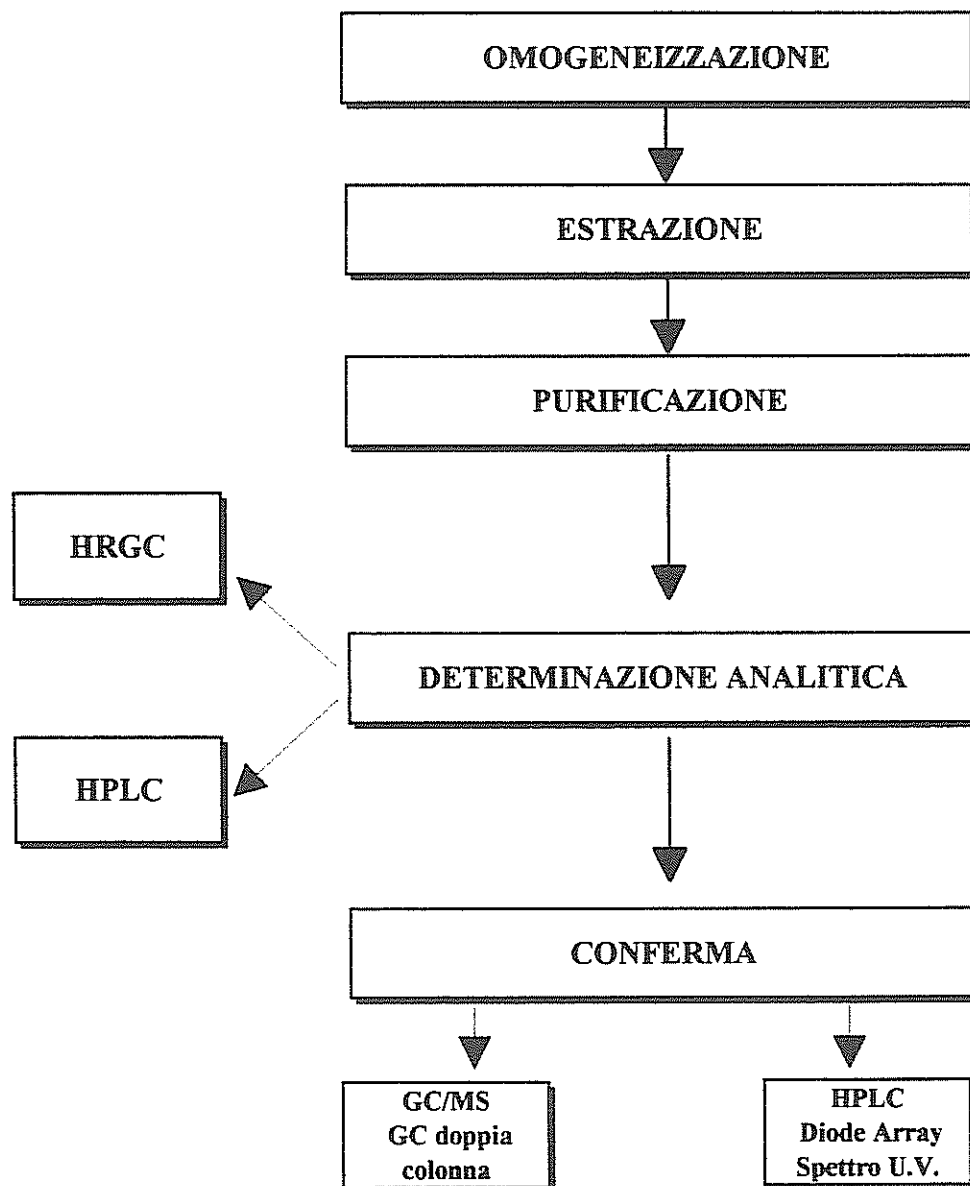 OMOGENEIZZAZIONE
ESTRAZIONE
PURIFICAZIONE
HRGC
DETERMINAZIONE ANALITICA
HPLC
CONFERMA
GC/MS
GC doppia
colonna
HPLC
Diode Array
Spettro U.V.